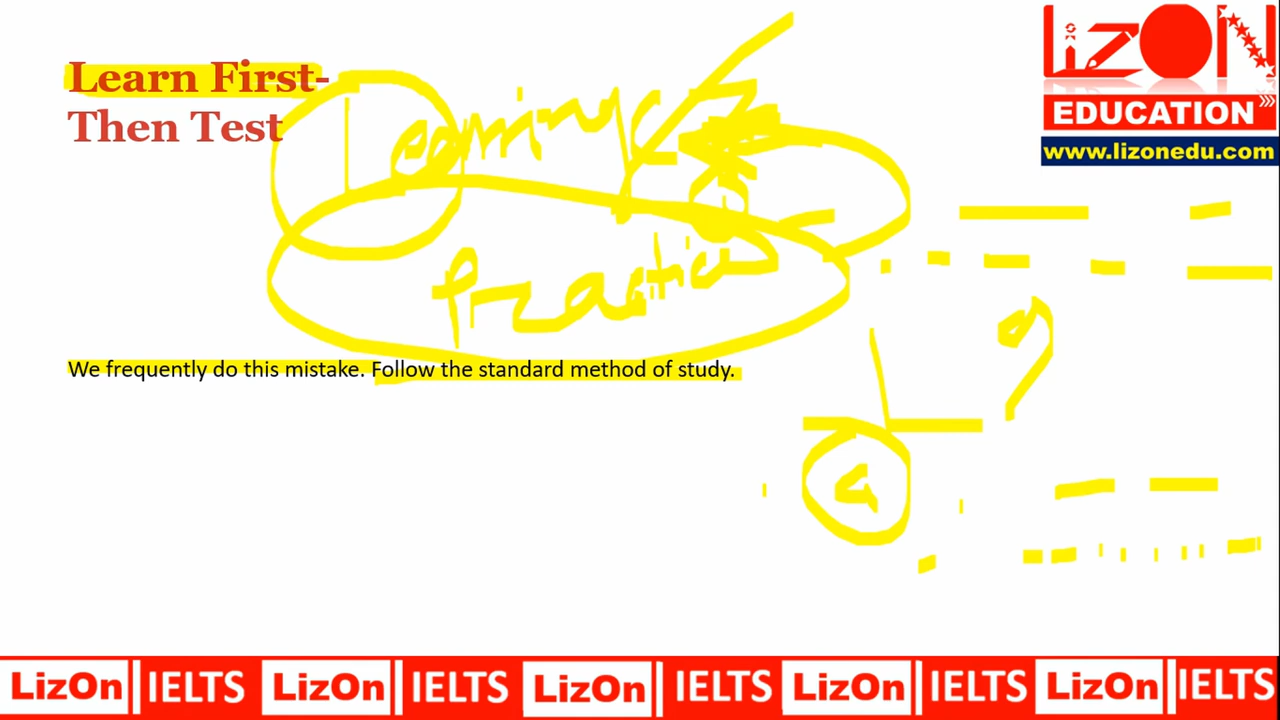 Learn First-
Then Test
Learning
Practice
We frequently do this mistake. Follow the standard method of study.
a
LizON
EDUCATION
www.lizonedu.com
LizOn IELTS LizOn IELTS LizOn IELTS LizOn IELTS LizOn IELTS